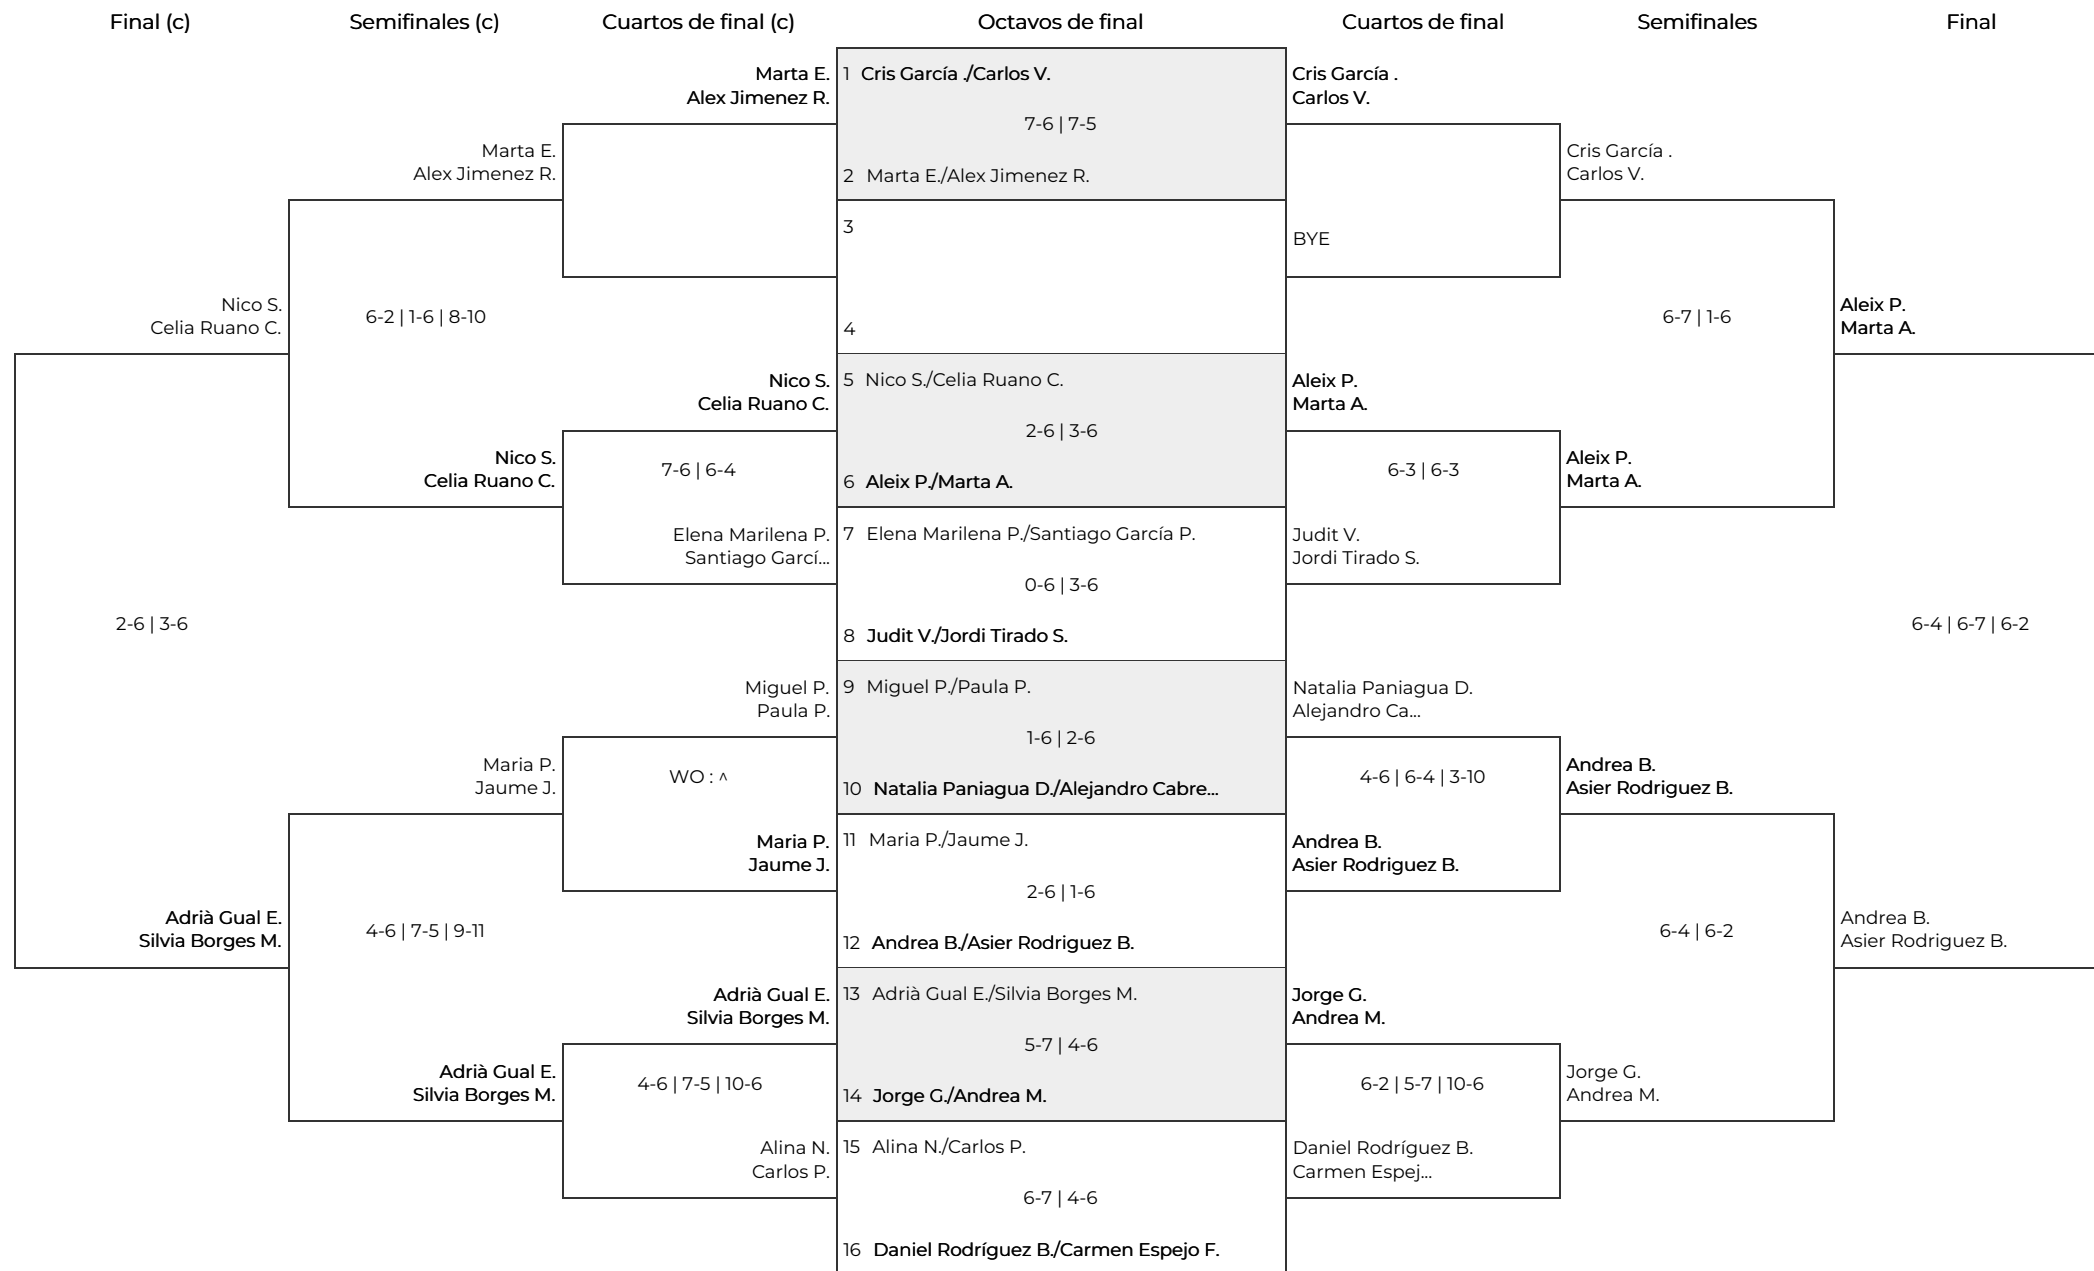 Final (c)
Semifinales (c)
Cuartos de final (c)
Octavos de final
Cuartos de final
Semifinales
Final
Nico S.
Celia Ruano C.
2-6 | 3-6
Adrià Gual E.
Silvia Borges M.
Marta E.
Alex Jimenez R.
6-2 | 1-6 | 8-10
Nico S.
Celia Ruano C.
Maria P.
Jaume J.
4-6 | 7-5 | 9-11
Adrià Gual E.
Silvia Borges M.
Marta E.
Alex Jimenez R.
Nico S.
Celia Ruano C.
7-6 | 6-4
Elena Marilena P.
Santiago Garcí...
Miguel P.
Paula P.
WO : ^
Maria P.
Jaume J.
Adrià Gual E.
Silvia Borges M.
4-6 | 7-5 | 10-6
Alina N.
Carlos P.
1 Cris García ./Carlos V.
7-6 | 7-5
2 Marta E./Alex Jimenez R.
3
4
5 Nico S./Celia Ruano C.
2-6 | 3-6
6 Aleix P./Marta A.
7 Elena Marilena P./Santiago García P.
0-6 | 3-6
8 Judit V./Jordi Tirado S.
9 Miguel P./Paula P.
1-6 | 2-6
10 Natalia Paniagua D./Alejandro Cabre...
11 Maria P./Jaume J.
2-6 | 1-6
12 Andrea B./Asier Rodriguez B.
13 Adrià Gual E./Silvia Borges M.
5-7 | 4-6
14 Jorge G./Andrea M.
15 Alina N./Carlos P.
6-7 | 4-6
16 Daniel Rodríguez B./Carmen Espejo F.
Cris García .
Carlos V.
BYE
Aleix P.
Marta A.
6-3 | 6-3
Judit V.
Jordi Tirado S.
Natalia Paniagua D.
Alejandro Ca...
4-6 | 6-4 | 3-10
Andrea B.
Asier Rodriguez B.
Jorge G.
Andrea M.
6-2 | 5-7 | 10-6
Daniel Rodríguez B.
Carmen Espej...
Cris García .
Carlos V.
6-7 | 1-6
Aleix P.
Marta A.
Andrea B.
Asier Rodriguez B.
6-4 | 6-2
Jorge G.
Andrea M.
Aleix P.
Marta A.
6-4 | 6-7 | 6-2
Andrea B.
Asier Rodriguez B.